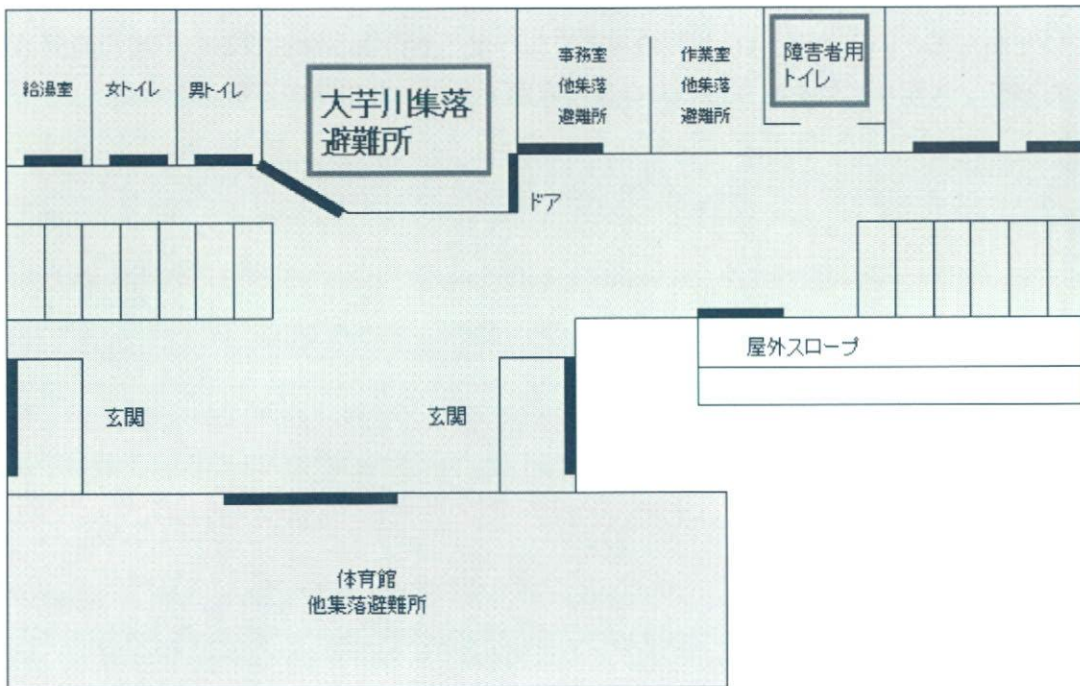 給湯室
女トイレ
男トイレ
大芋川集落
避難所
事務室
他集落
避難所
作業室
他集落
避難所
障害者用
トイレ
ドア
屋外スロープ
玄関
玄関
体育館
他集落避難所